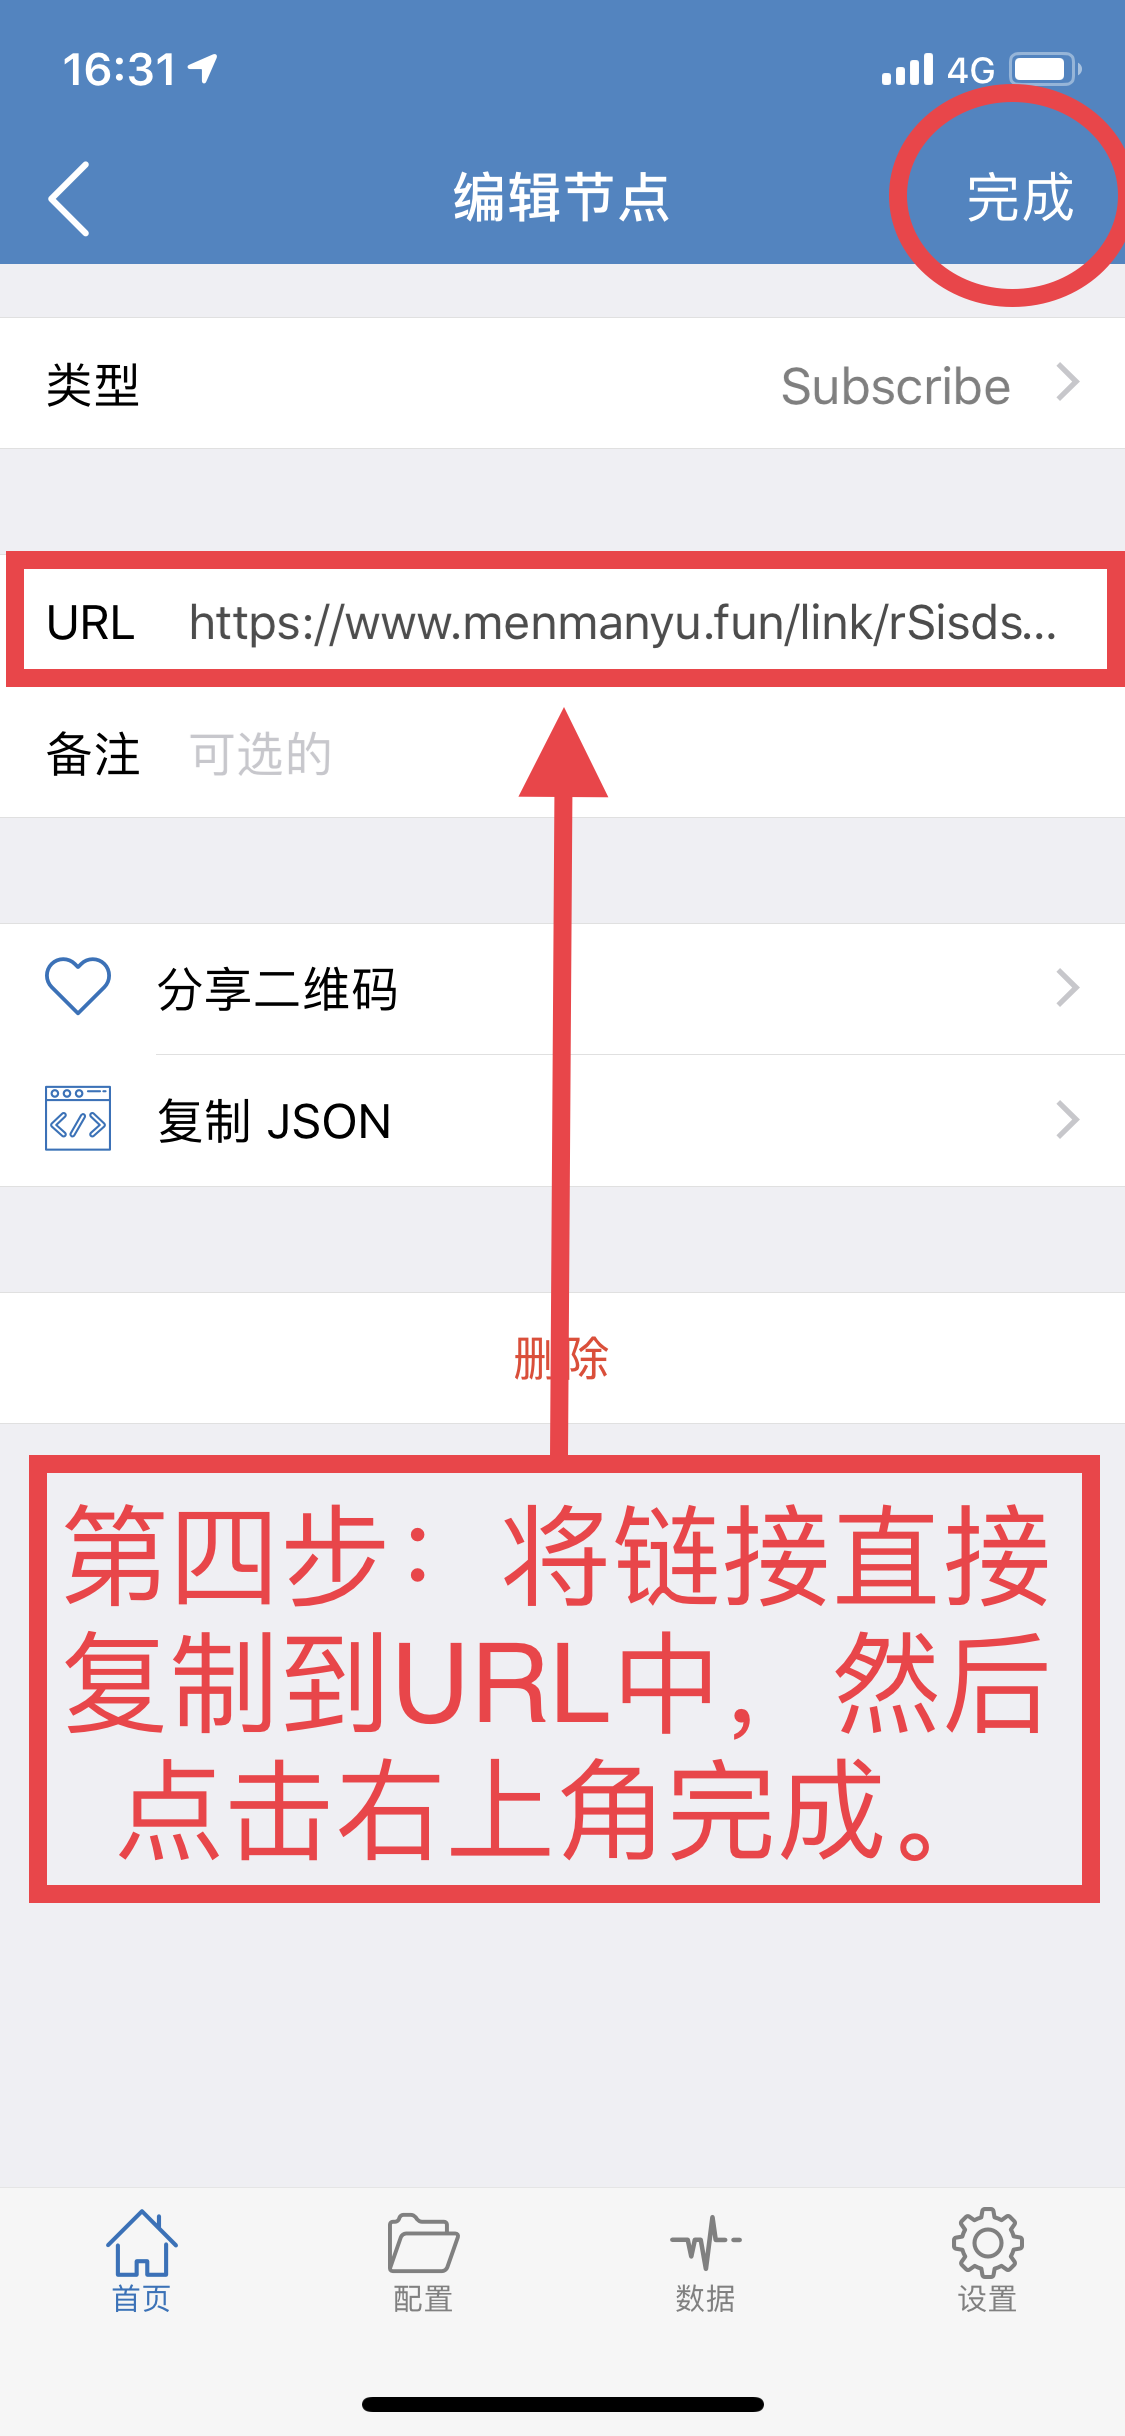 16:31
4G
编辑节点
完成
类型
Subscribe
URL
https://www.menmanyu.fun/link/rSisds...
备注
可选的
分享二维码
复制 JSON
删除
第四步：将链接直接
复制到URL中，然后
点击右上角完成。
首页
配置
数据
设置